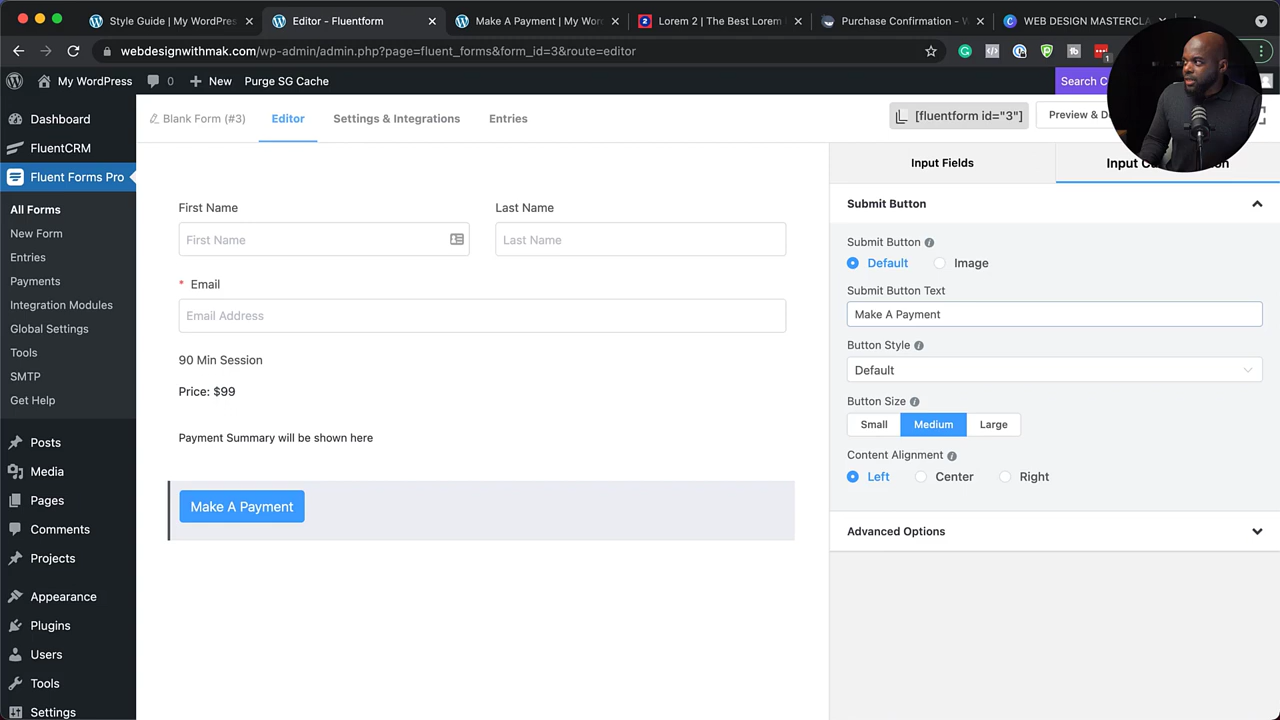 Style Guide | My WordPress
Editor - Fluentform
Make A Payment | My Wo
Lorem 2 | The Best Lorem
Purchase Confirmation - W
WEB DESIGN MASTERCLA
webdesignwithmak.com/wp-admin/admin.php?page=fluent_forms&form_id=3&route=editor
1
My WordPress
0
New
Purge SG Cache
Search C
Dashboard
FluentCRM
Fluent Forms Pro
All Forms
New Form
Entries
Payments
Integration Modules
Global Settings
Tools
SMTP
Get Help
Posts
Media
Pages
Comments
Projects
Appearance
Plugins
Users
Tools
Settings
Blank Form (#3)
Editor
Settings & Integrations
Entries
[fluentform id="3"]
Preview & D
First Name
Last Name
First Name
Last Name
* Email
Email Address
90 Min Session
Price: $99
Payment Summary will be shown here
Make A Payment
Input Fields
Input C
Submit Button
Submit Button
Default
Image
Submit Button Text
Make A Payment
Button Style
Default
Button Size
Small
Medium
Large
Content Alignment
Left
Center
Right
Advanced Options